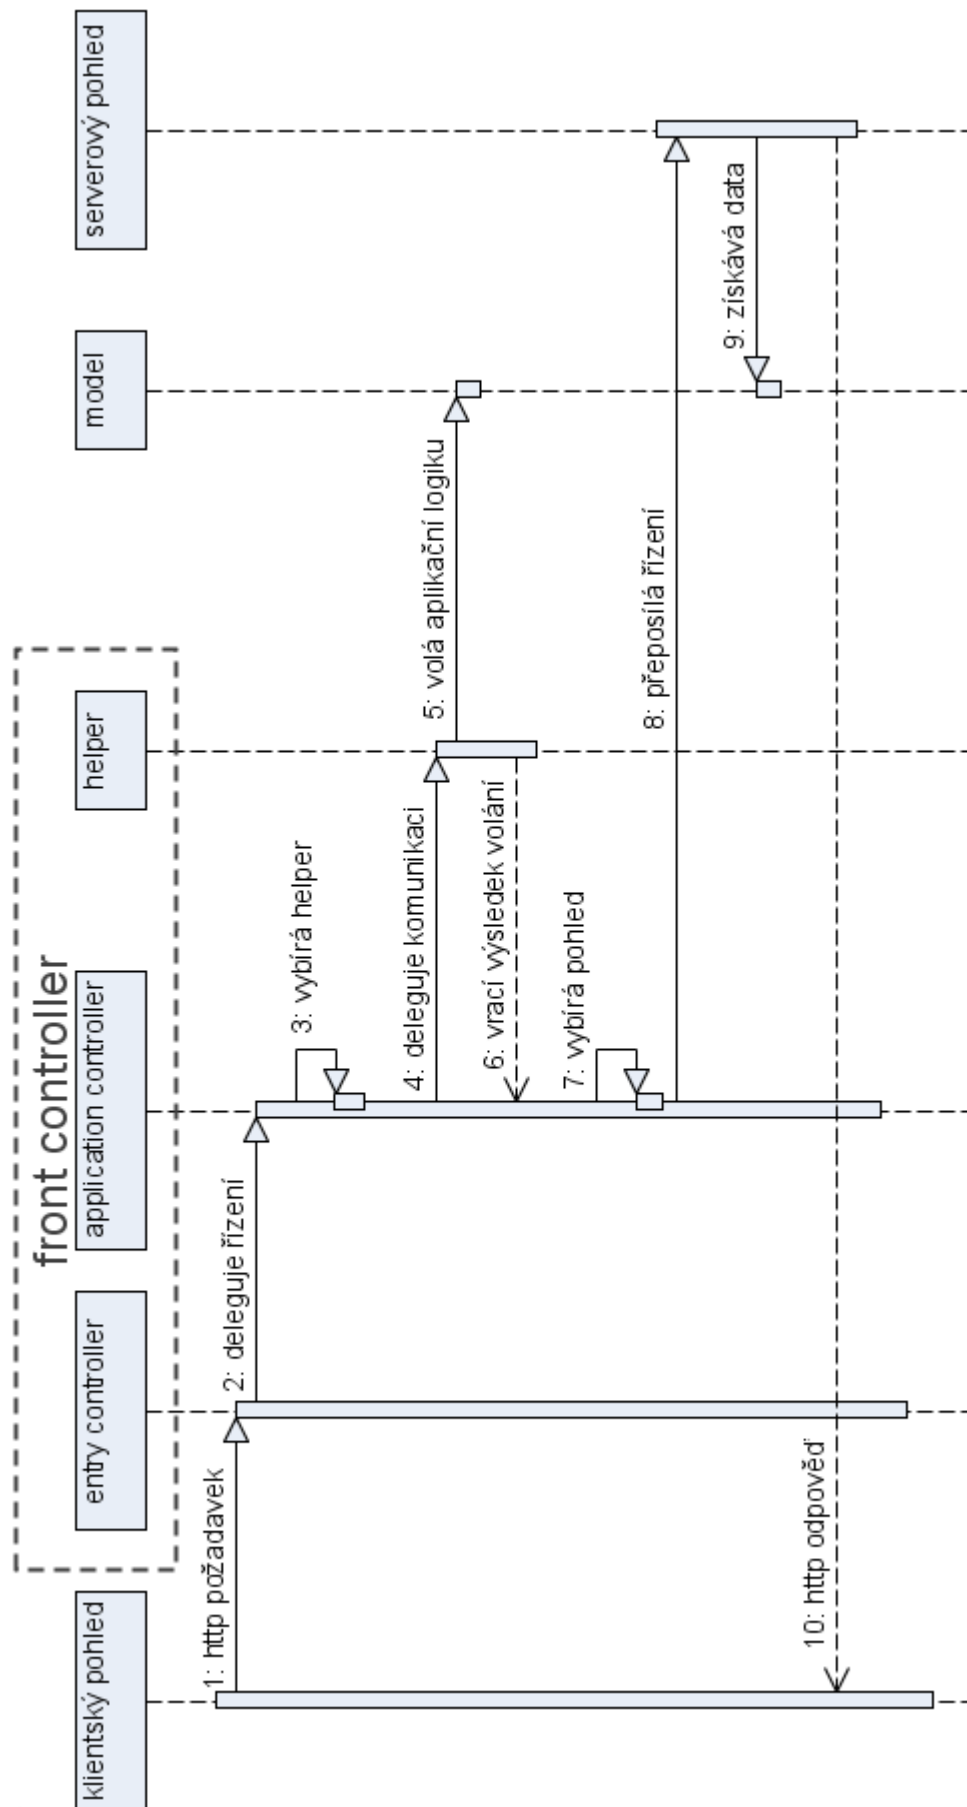 front controller
klientský pohled
entry controller
application controller
helper
model
serverový pohled
1: http požadavek
2: deleguje řízení
3: vybírá helper
4: deleguje komunikaci
5: volá aplikační logiku
6: vrací výsledek volání
7: vybírá pohled
8: přeposílá řízení
9: získává data
10: http odpověď